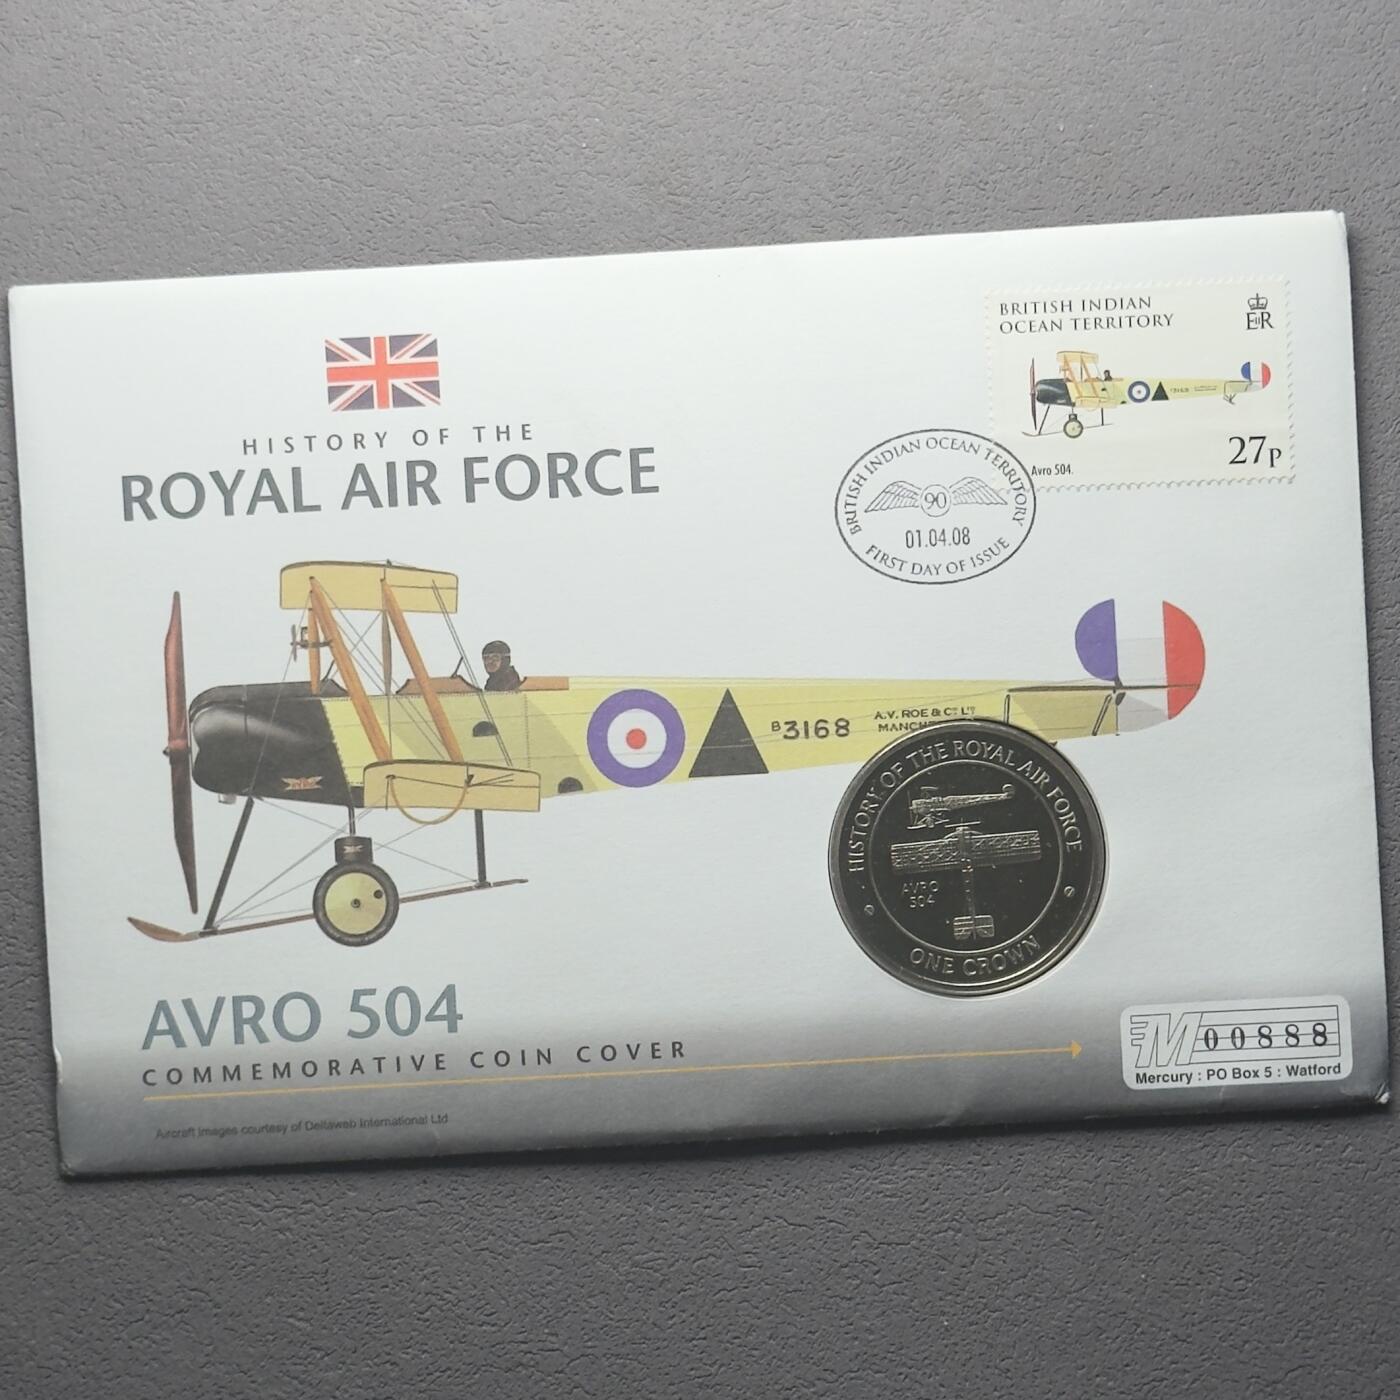 BRITISH INDIAN
OCEAN TERRITORY
EIIR
B3168
Avro 504.
27p
HISTORY OF THE
ROYAL AIR FORCE
BRITISH INDIAN OCEAN TERRITORY
90
01.04.08
FIRST DAY OF ISSUE
B3168
A.V. ROE & Co LTD
MANCH
HISTORY OF THE ROYAL AIR FORCE
AVRO
504
ONE CROWN
AVRO 504
COMMEMORATIVE COIN COVER
M 00888
Mercury : PO Box 5 : Watford
Aircraft images courtesy of Deltaweb International Ltd